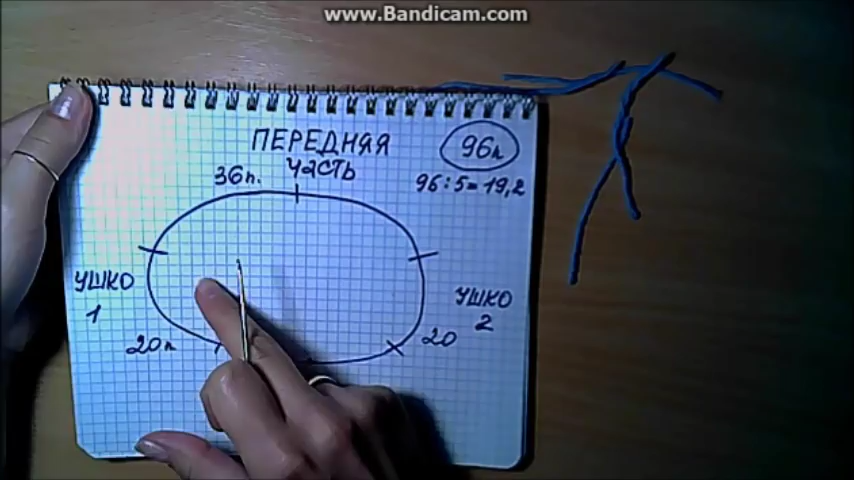 www.Bandicam.com
ПЕРЕДНЯЯ
ЧАСТЬ
96п
96:5=19,2
36п.
УШКО
1
УШКО
2
20п
20